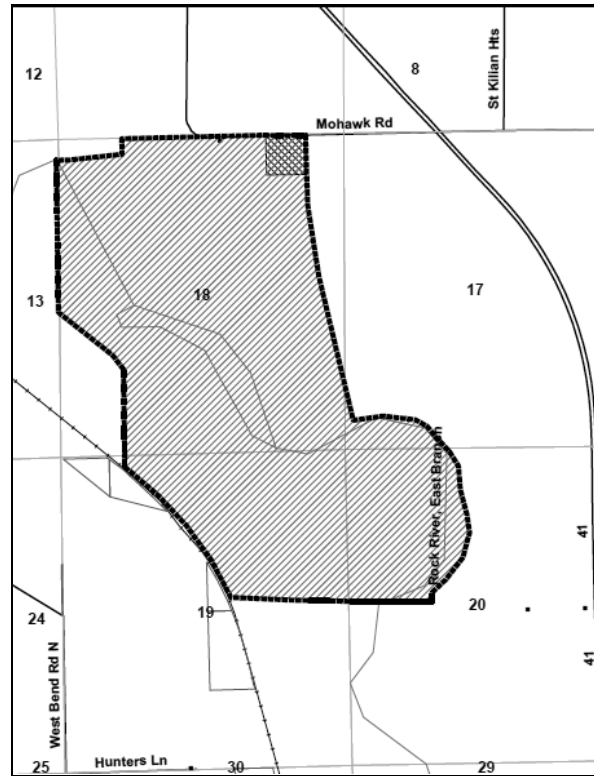 12
8
St Kilian Hts
Mohawk Rd
13
18
17
Rock River, East Branch
41
24
19
20
41
West Bend Rd N
25
Hunters Ln
30
29